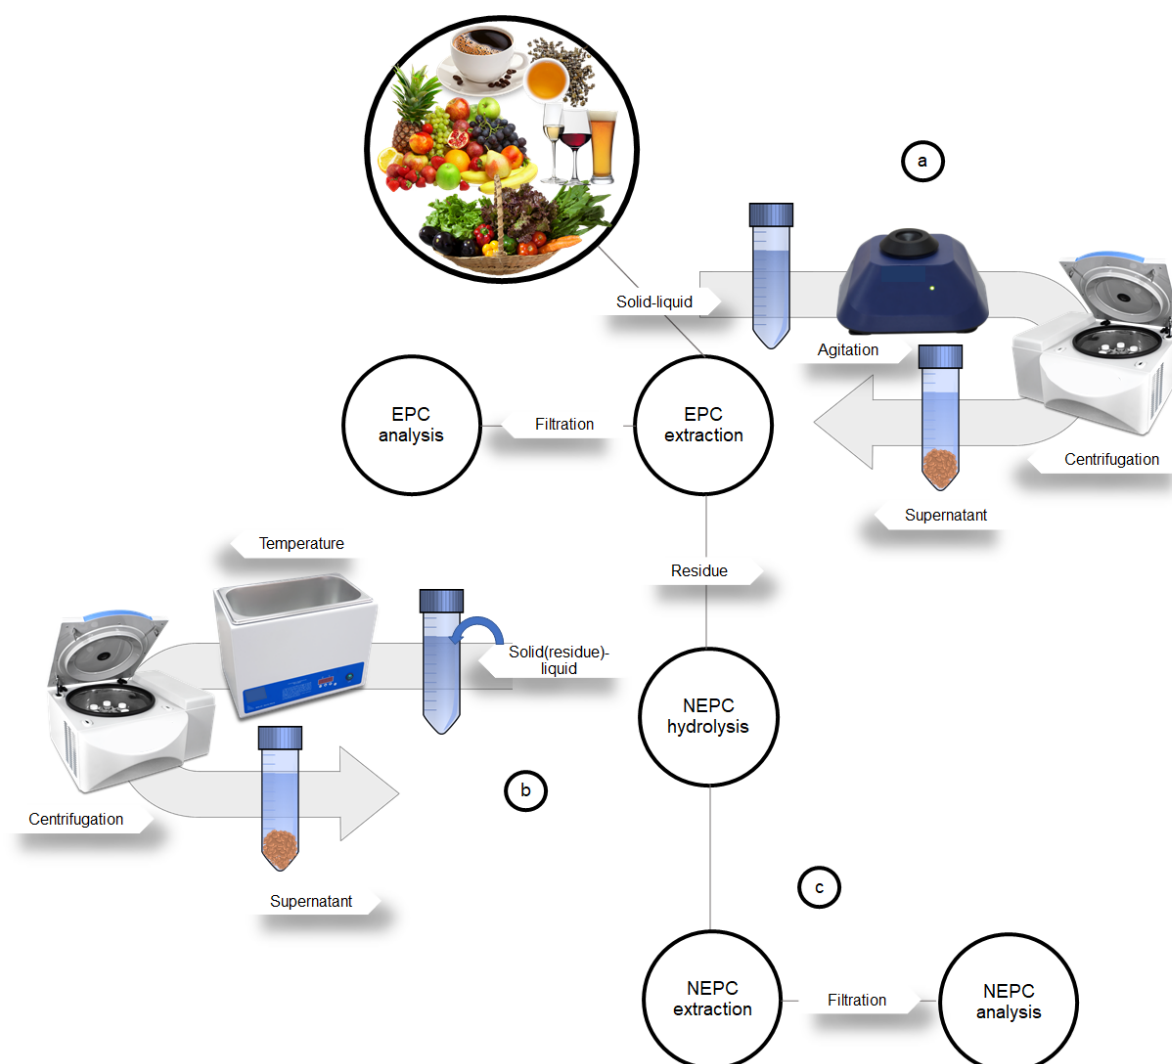 a
Solid-liquid
Agitation
EPC
analysis
Filtration
EPC
extraction
Centrifugation
Supernatant
Temperature
Residue
Solid(residue)-
liquid
NEPC
hydrolysis
b
Centrifugation
Supernatant
c
NEPC
extraction
Filtration
NEPC
analysis